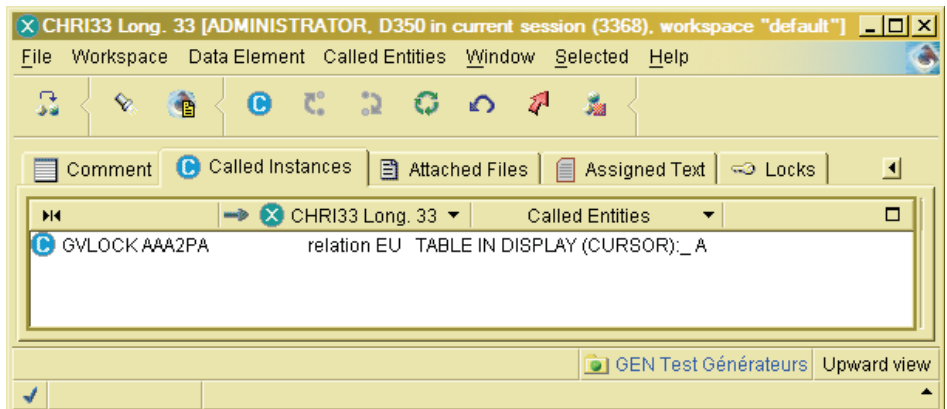 CHRI33 Long. 33 [ADMINISTRATOR, D350 in current session (3368), workspace "default"]
File Workspace Data Element Called Entities Window Selected Help
Comment Called Instances Attached Files Assigned Text Locks
CHRI33 Long. 33 Called Entities
GVLOCK AAA2PA relation EU TABLE IN DISPLAY (CURSOR):_ A
GEN Test Générateurs Upward view